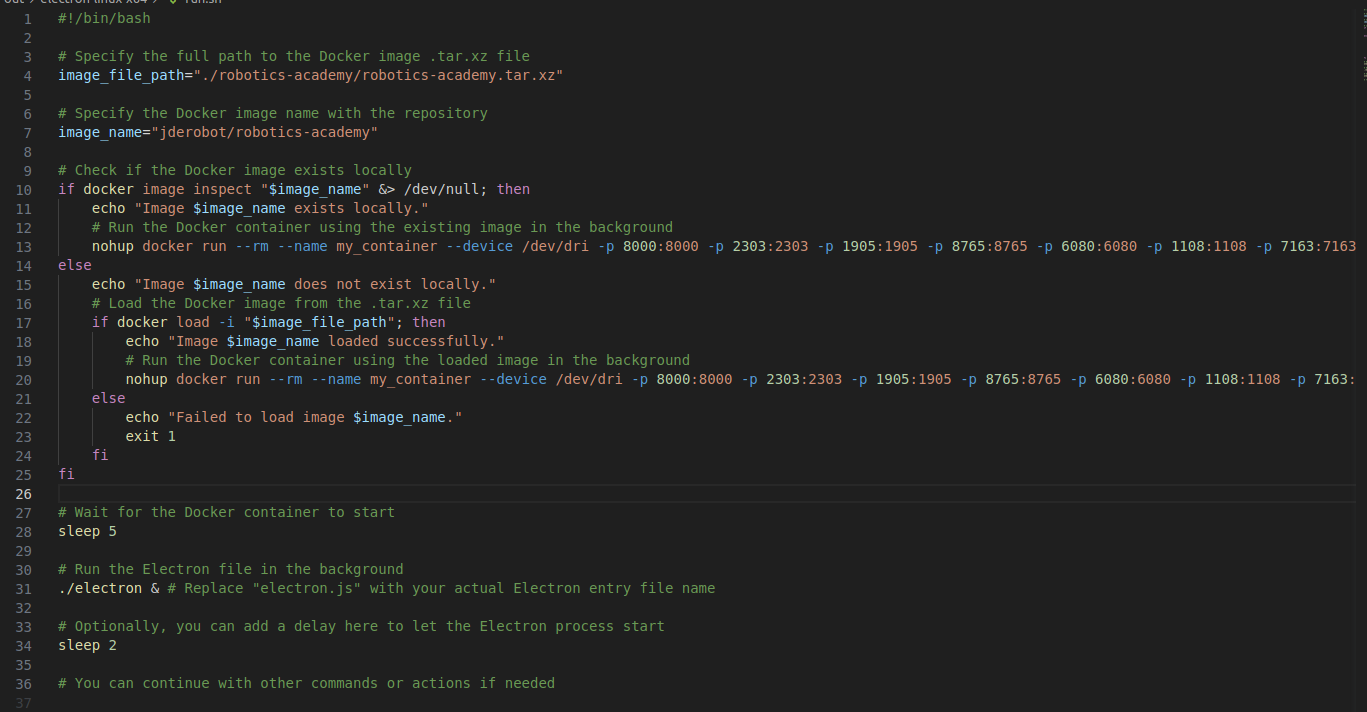 1 #!/bin/bash
2
3 # Specify the full path to the Docker image .tar.xz file
4 image_file_path="./robotics-academy/robotics-academy.tar.xz"
5
6 # Specify the Docker image name with the repository
7 image_name="jderobot/robotics-academy"
8
9 # Check if the Docker image exists locally
10 if docker image inspect "$image_name" &> /dev/null; then
11     echo "Image $image_name exists locally."
12     # Run the Docker container using the existing image in the background
13     nohup docker run --rm --name my_container --device /dev/dri -p 8000:8000 -p 2303:2303 -p 1905:1905 -p 8765:8765 -p 6080:6080 -p 1108:1108 -p 7163:7163
14 else
15     echo "Image $image_name does not exist locally."
16     # Load the Docker image from the .tar.xz file
17     if docker load -i "$image_file_path"; then
18         echo "Image $image_name loaded successfully."
19         # Run the Docker container using the loaded image in the background
20         nohup docker run --rm --name my_container --device /dev/dri -p 8000:8000 -p 2303:2303 -p 1905:1905 -p 8765:8765 -p 6080:6080 -p 1108:1108 -p 7163:
21     else
22         echo "Failed to load image $image_name."
23         exit 1
24     fi
25 fi
26
27 # Wait for the Docker container to start
28 sleep 5
29
30 # Run the Electron file in the background
31 ./electron & # Replace "electron.js" with your actual Electron entry file name
32
33 # Optionally, you can add a delay here to let the Electron process start
34 sleep 2
35
36 # You can continue with other commands or actions if needed
37